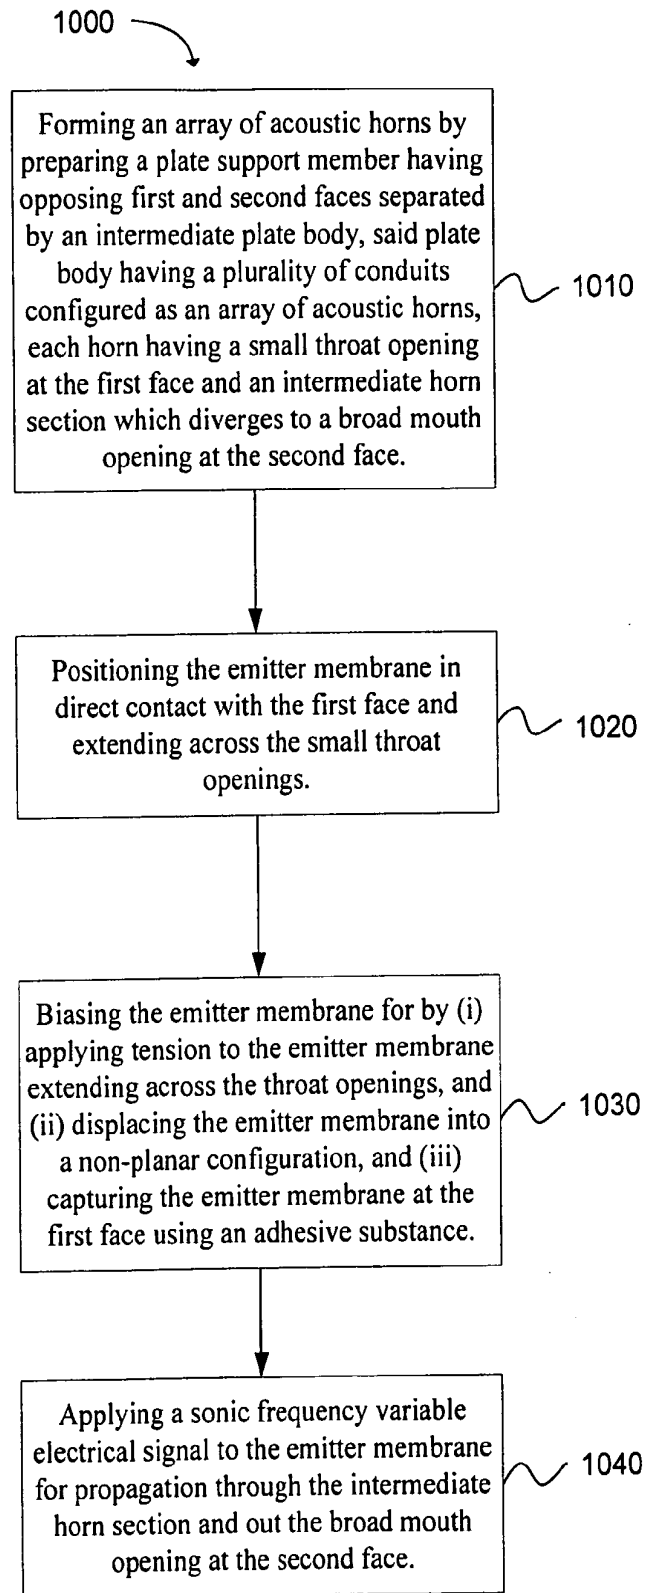 1000
Forming an array of acoustic horns by
preparing a plate support member having
opposing first and second faces separated
by an intermediate plate body, said plate
body having a plurality of conduits
configured as an array of acoustic horns,
each horn having a small throat opening
at the first face and an intermediate horn
section which diverges to a broad mouth
opening at the second face.
1010
Positioning the emitter membrane in
direct contact with the first face and
extending across the small throat
openings.
1020
Biasing the emitter membrane for by (i)
applying tension to the emitter membrane
extending across the throat openings, and
(ii) displacing the emitter membrane into
a non-planar configuration, and (iii)
capturing the emitter membrane at the
first face using an adhesive substance.
1030
Applying a sonic frequency variable
electrical signal to the emitter membrane
for propagation through the intermediate
horn section and out the broad mouth
opening at the second face.
1040